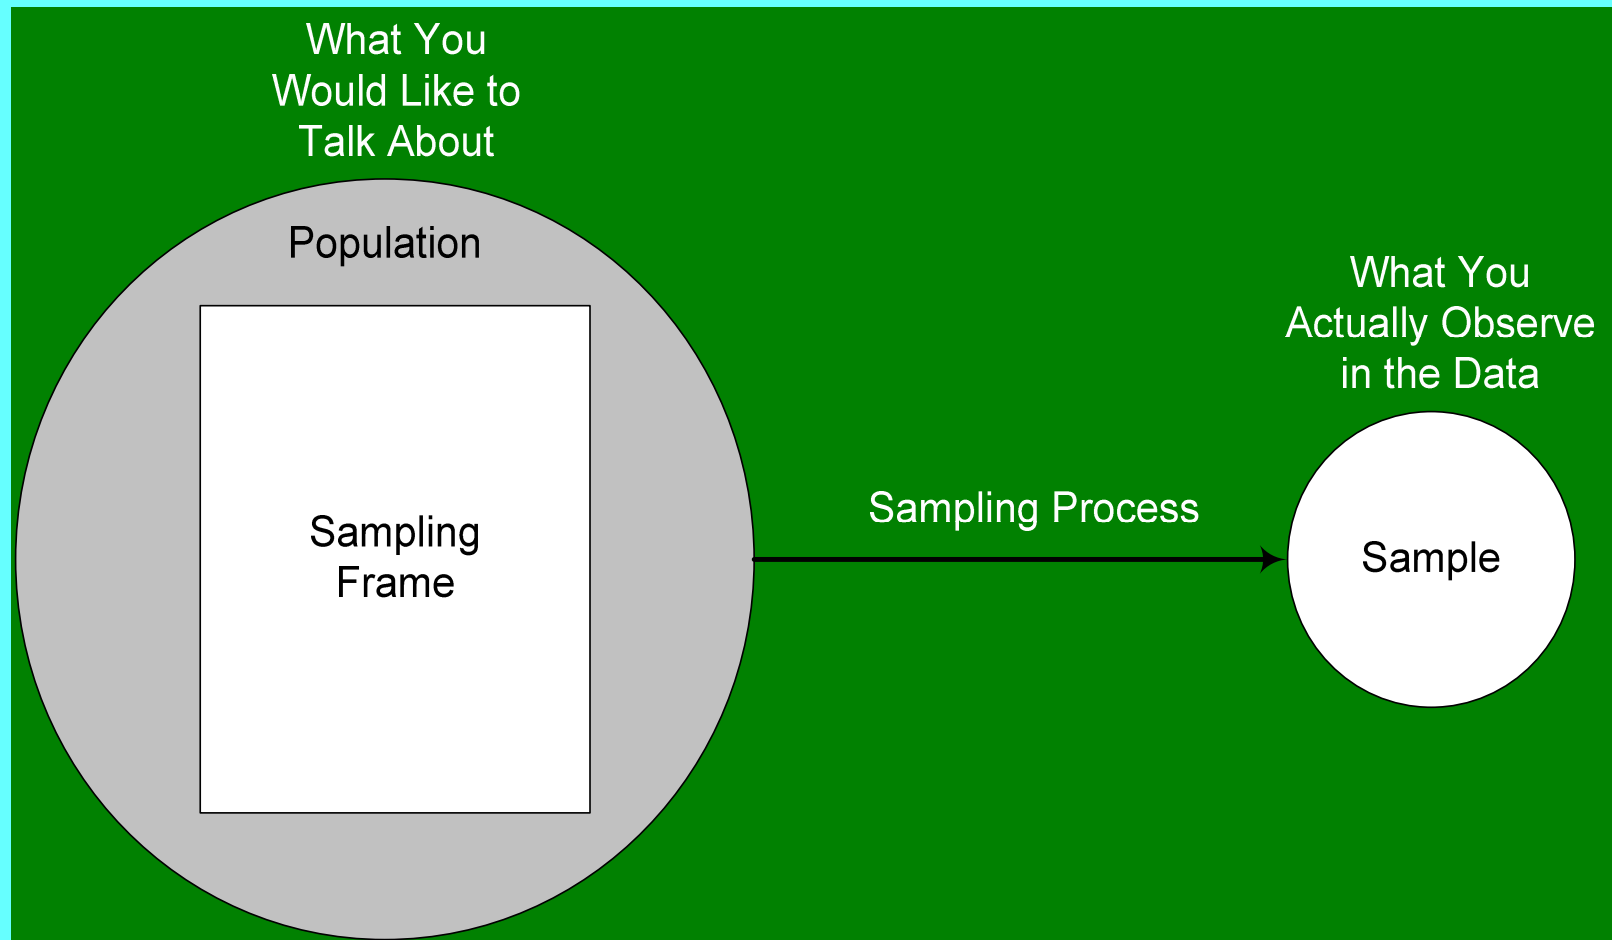 What You
Would Like to
Talk About
Population
Sampling
Frame
Sampling Process
What You
Actually Observe
in the Data
Sample